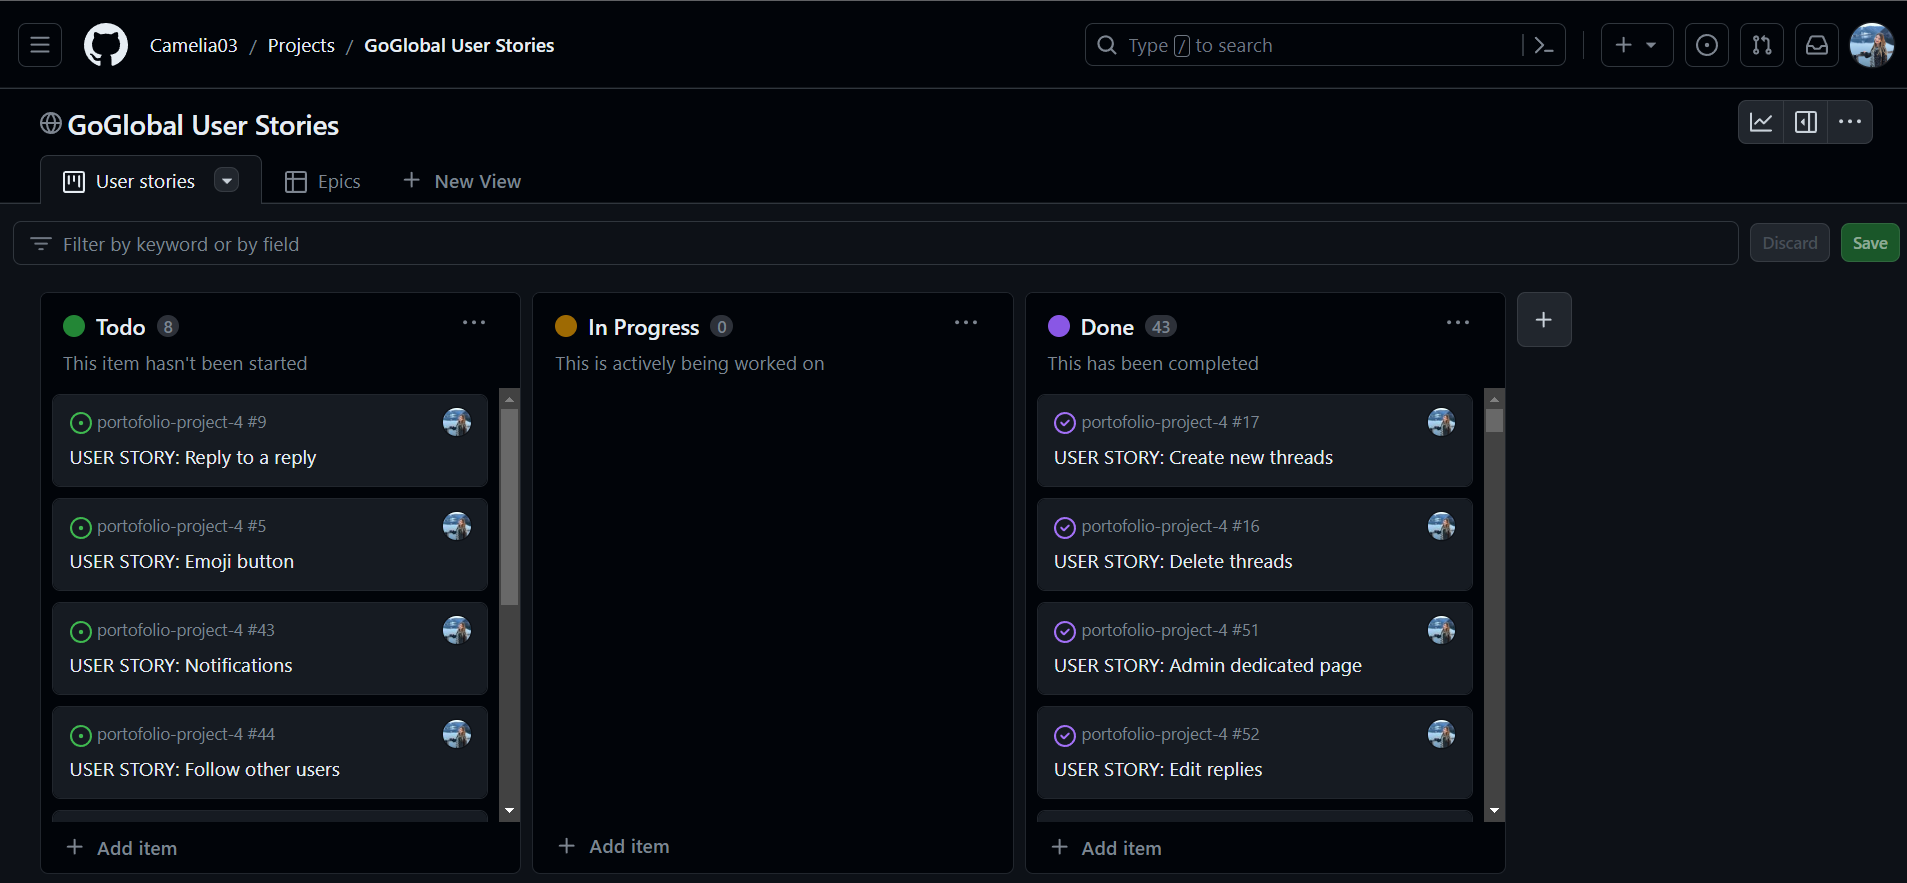 Camelia03 / Projects / GoGlobal User Stories
Type / to search
GoGlobal User Stories
User stories
Epics
New View
Filter by keyword or by field
Discard
Save
Todo 8
This item hasn't been started
portofolio-project-4 #9
USER STORY: Reply to a reply
portofolio-project-4 #5
USER STORY: Emoji button
portofolio-project-4 #43
USER STORY: Notifications
portofolio-project-4 #44
USER STORY: Follow other users
Add item
In Progress 0
This is actively being worked on
Add item
Done 43
This has been completed
portofolio-project-4 #17
USER STORY: Create new threads
portofolio-project-4 #16
USER STORY: Delete threads
portofolio-project-4 #51
USER STORY: Admin dedicated page
portofolio-project-4 #52
USER STORY: Edit replies
Add item